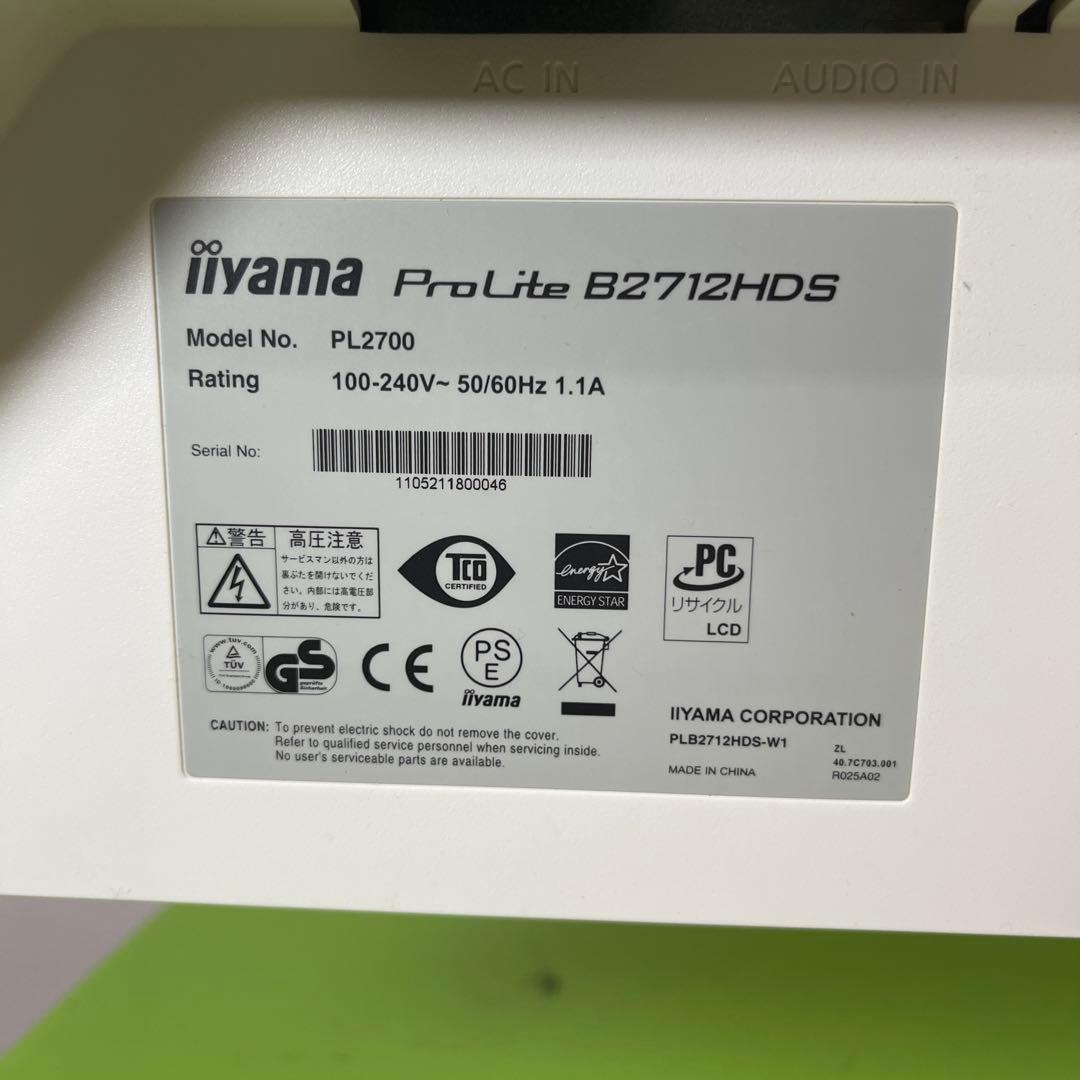 AC IN AUDIO IN
iiyama ProLite B2712HDS
Model No. PL2700
Rating 100-240V~ 50/60Hz 1.1A
Serial No:
1105211800046
⚠警告 高圧注意
サービスマン以外の方は
裏ぶたを開けないでくだ
さい。内部には高電圧部
分があり、危険です。
TCO
CERTIFIED
energy
ENERGY STAR
PC
リサイクル
LCD
www.tuv.com
TÜV
GS
geprüfte
Sicherheit
CE
PS
E
iiyama
CAUTION: To prevent electric shock do not remove the cover.
Refer to qualified service personnel when servicing inside.
No user's serviceable parts are available.
IIYAMA CORPORATION
PLB2712HDS-W1
MADE IN CHINA
ZL
40.7C703.001
R025A02